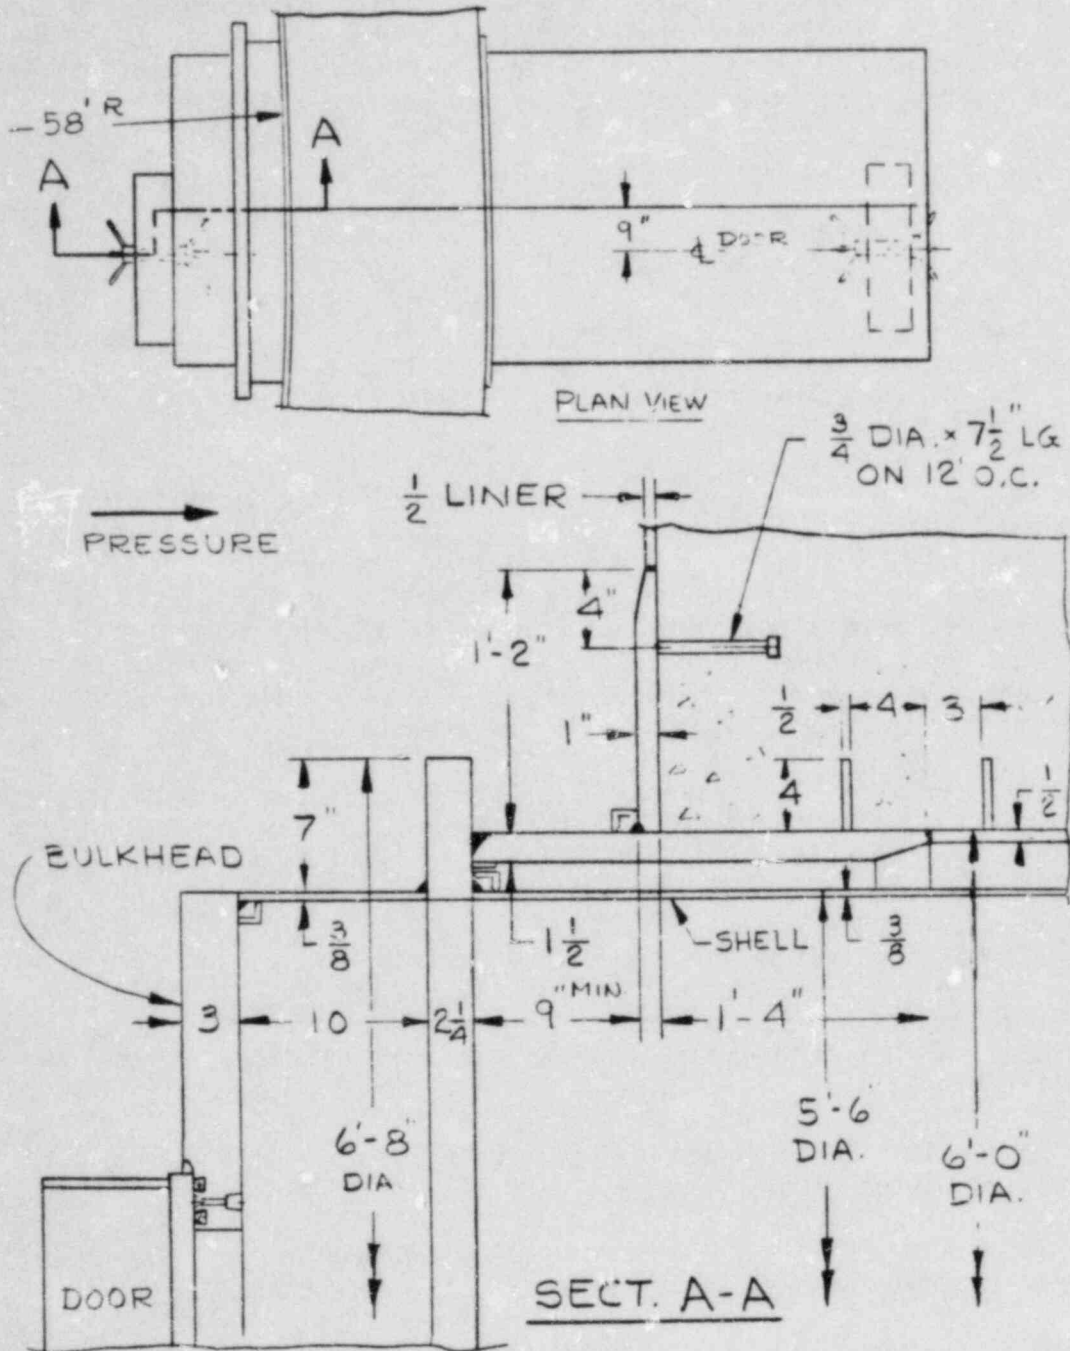 58' R
A
A
9"
℄ DOOR
PLAN VIEW
3/4 DIA. × 7 1/2" LG
ON 12" O.C.
1/2 LINER
PRESSURE
4"
1'-2"
1/2
4
3
1"
4
1/2
7"
BULKHEAD
3/8
1 1/2
SHELL
3/8
3
10
2 1/4
9" MIN
1'-4"
6'-8"
DIA
5'-6
DIA.
6'-0"
DIA.
DOOR
SECT. A-A